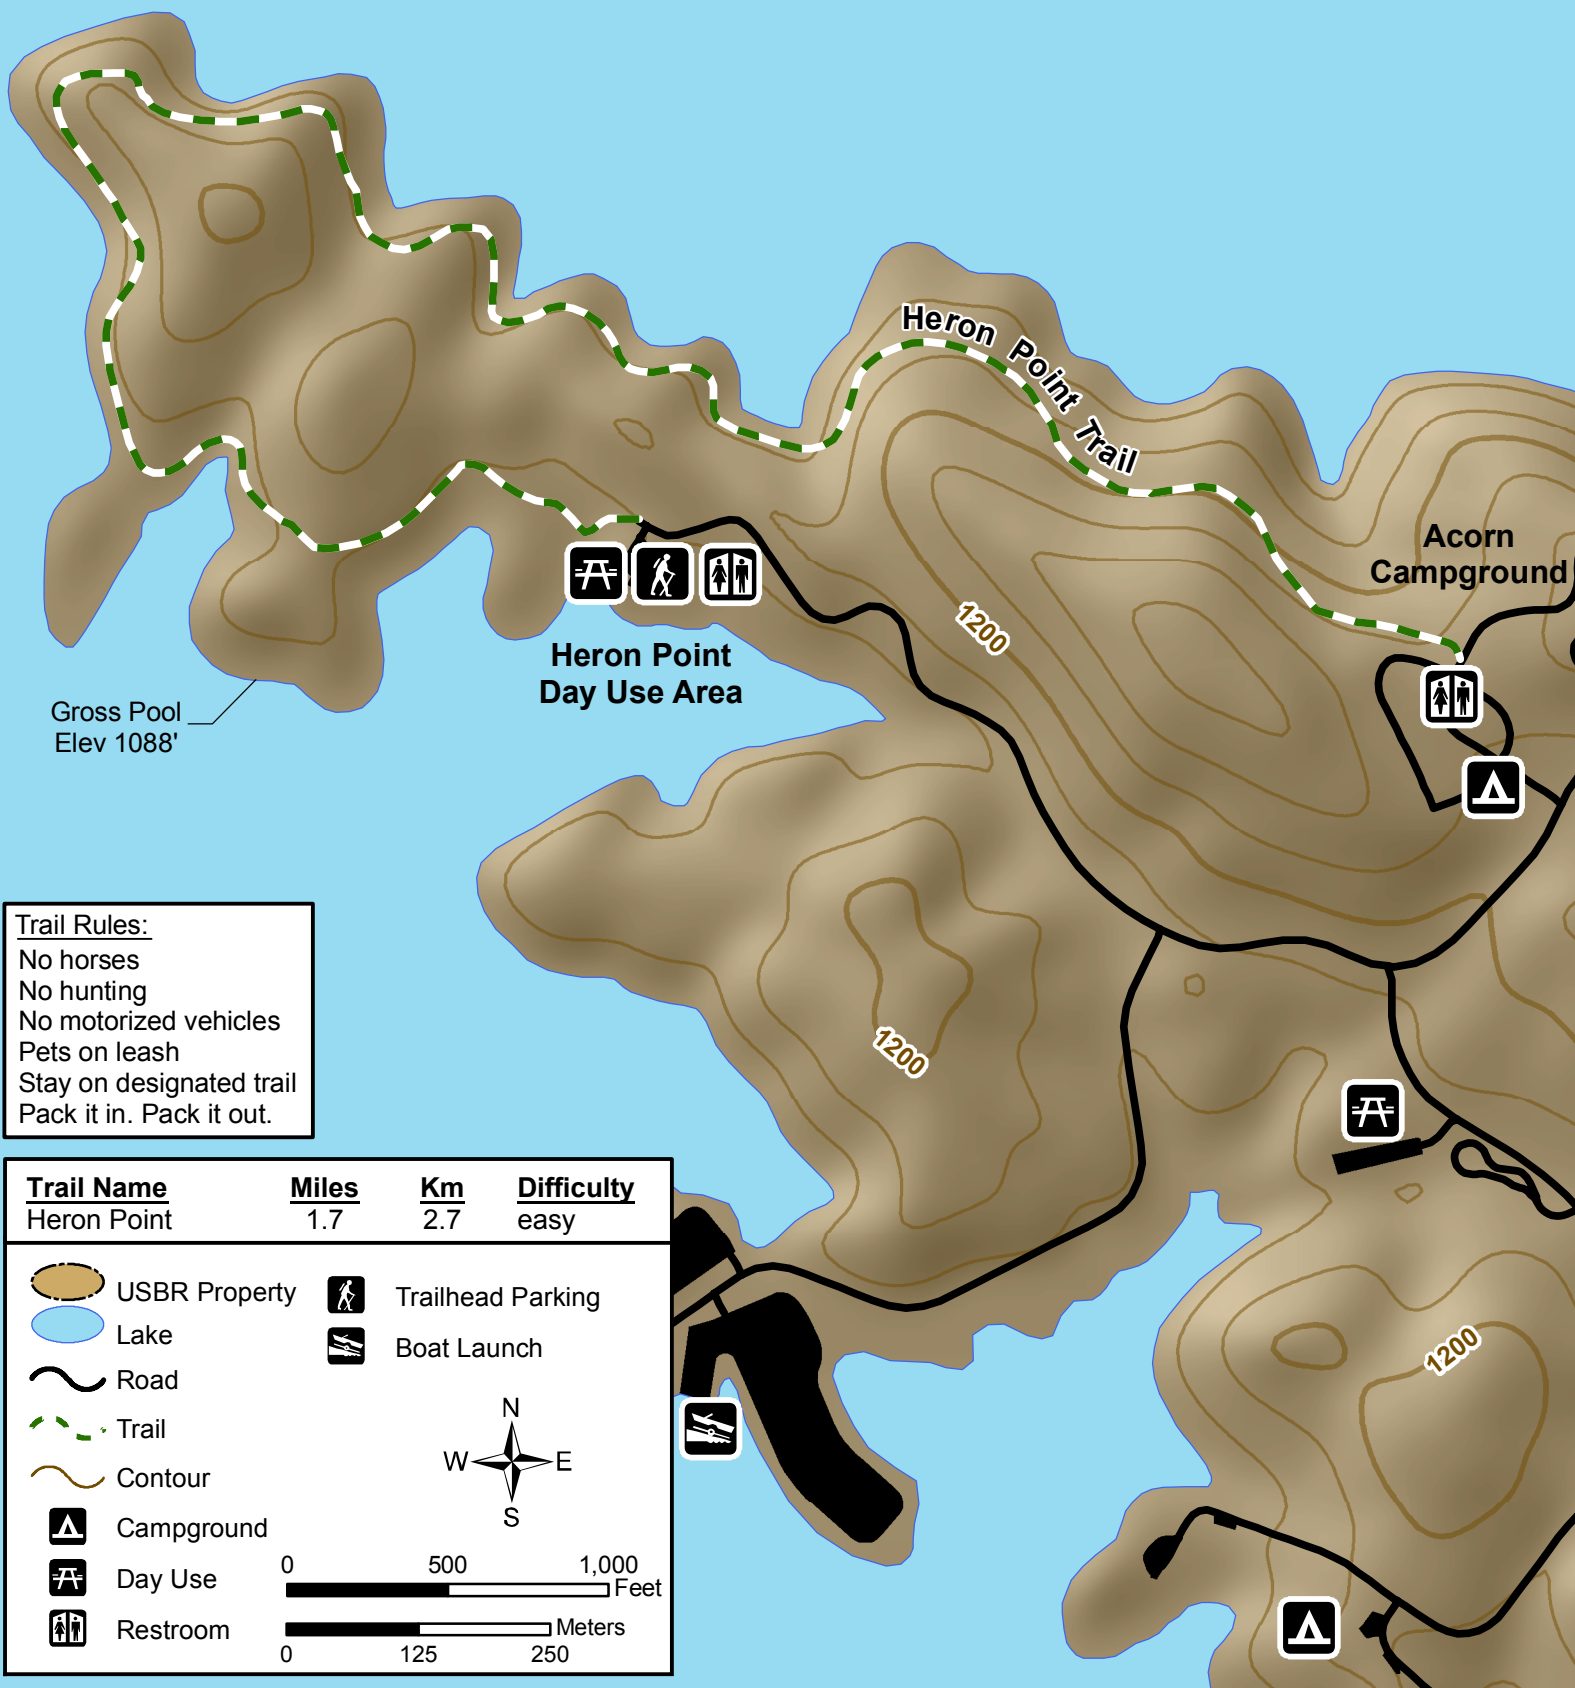 Heron Point Trail
Acorn
Campground
1200
Heron Point
Day Use Area
Gross Pool
Elev 1088'
Trail Rules:
No horses
No hunting
No motorized vehicles
Pets on leash
Stay on designated trail
Pack it in. Pack it out.
1200
Trail Name Miles Km Difficulty
Heron Point 1.7 2.7 easy
USBR Property
Lake
Road
Trail
Contour
Campground
Day Use
Restroom
Trailhead Parking
Boat Launch
N
W E
S
0 500 1,000
Feet
Meters
0 125 250
1200